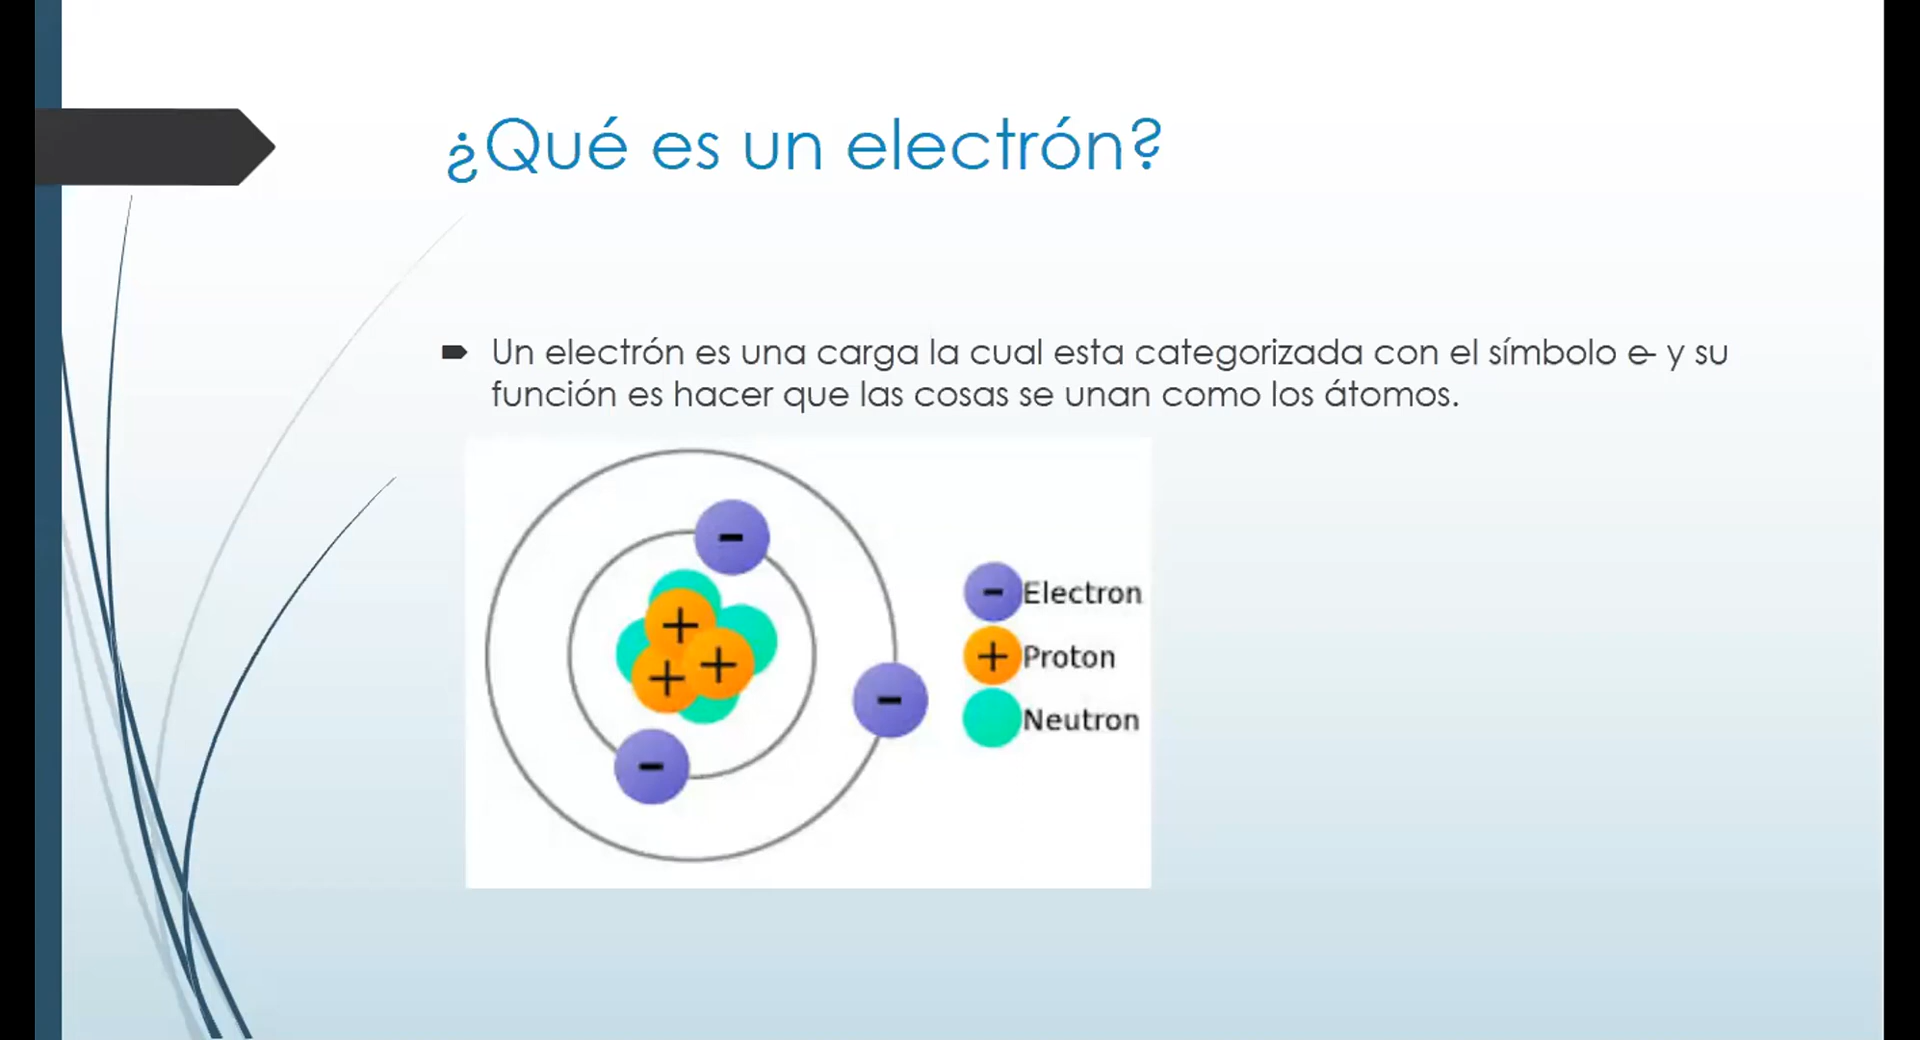 ¿Qué es un electrón?
Un electrón es una carga la cual esta categorizada con el símbolo e- y su
función es hacer que las cosas se unan como los átomos.
-
+
+
+
-
-
- Electron
+ Proton
Neutron